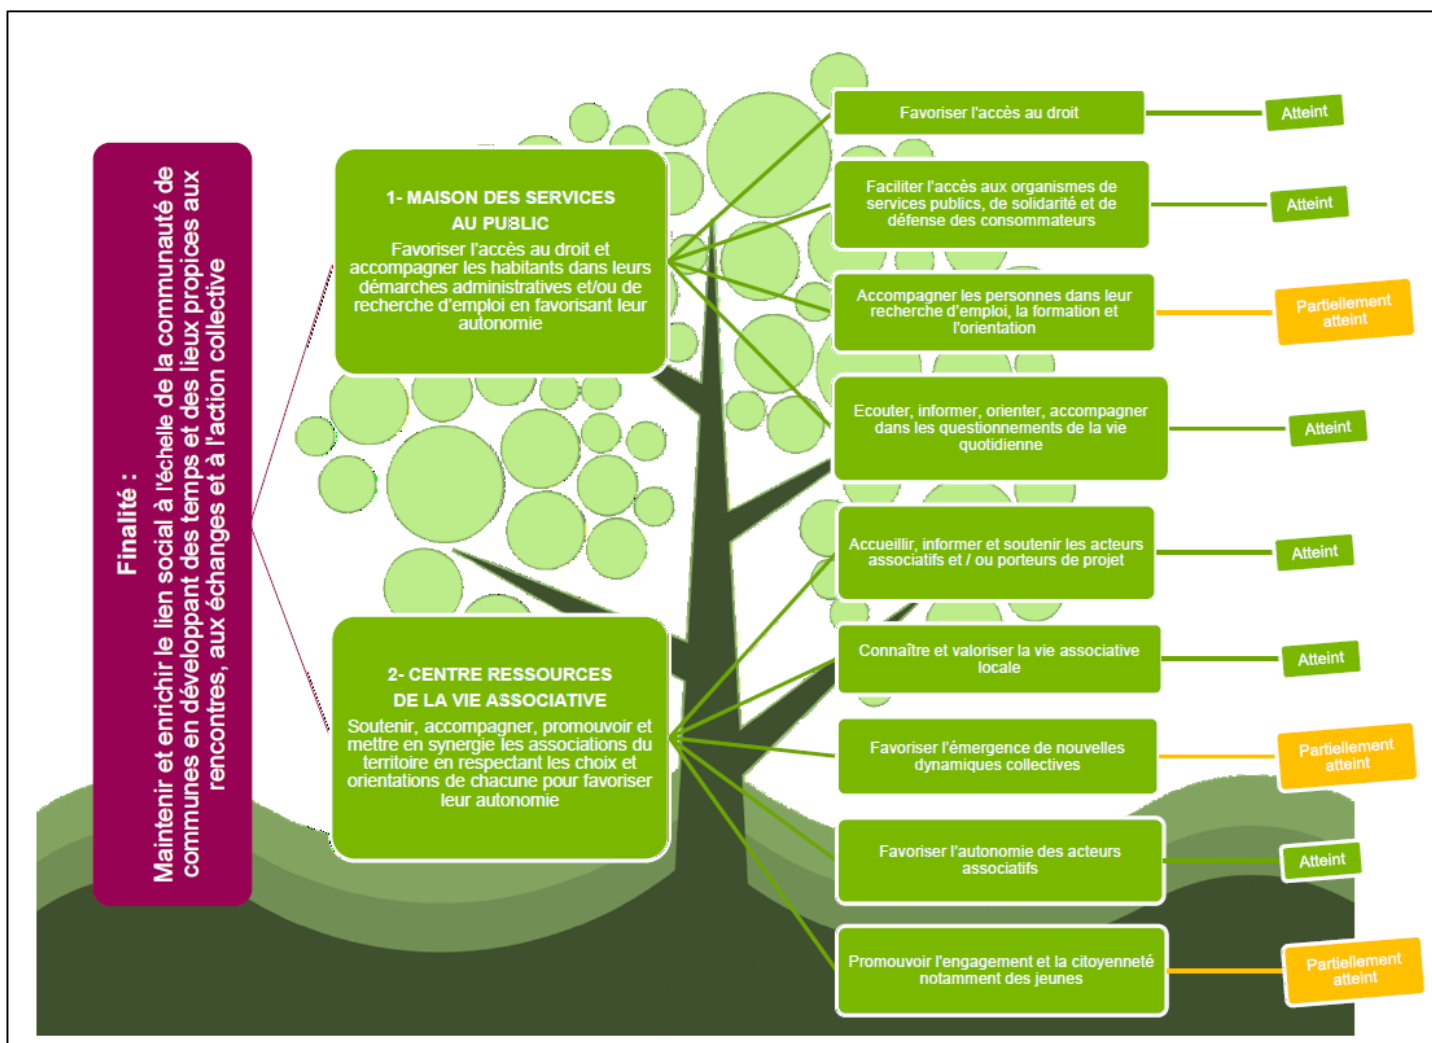 Finalité :
Maintenir et enrichir le lien social à l'échelle de la communauté de
communes en développant des temps et des lieux propices aux
rencontres, aux échanges et à l'action collective
1- MAISON DES SERVICES
AU PUBLIC
Favoriser l'accès au droit et
accompagner les habitants dans leurs
démarches administratives et/ou de
recherche d'emploi en favorisant leur
autonomie
Favoriser l'accès au droit
Atteint
Faciliter l'accès aux organismes de
services publics, de solidarité et de
défense des consommateurs
Atteint
Accompagner les personnes dans leur
recherche d'emploi, la formation et
l'orientation
Partiellement
atteint
Ecouter, informer, orienter, accompagner
dans les questionnements de la vie
quotidienne
Atteint
2- CENTRE RESSOURCES
DE LA VIE ASSOCIATIVE
Soutenir, accompagner, promouvoir et
mettre en synergie les associations du
territoire en respectant les choix et
orientations de chacune pour favoriser
leur autonomie
Accueillir, informer et soutenir les acteurs
associatifs et / ou porteurs de projet
Atteint
Connaître et valoriser la vie associative
locale
Atteint
Favoriser l'émergence de nouvelles
dynamiques collectives
Partiellement
atteint
Favoriser l'autonomie des acteurs
associatifs
Atteint
Promouvoir l'engagement et la citoyenneté
notamment des jeunes
Partiellement
atteint